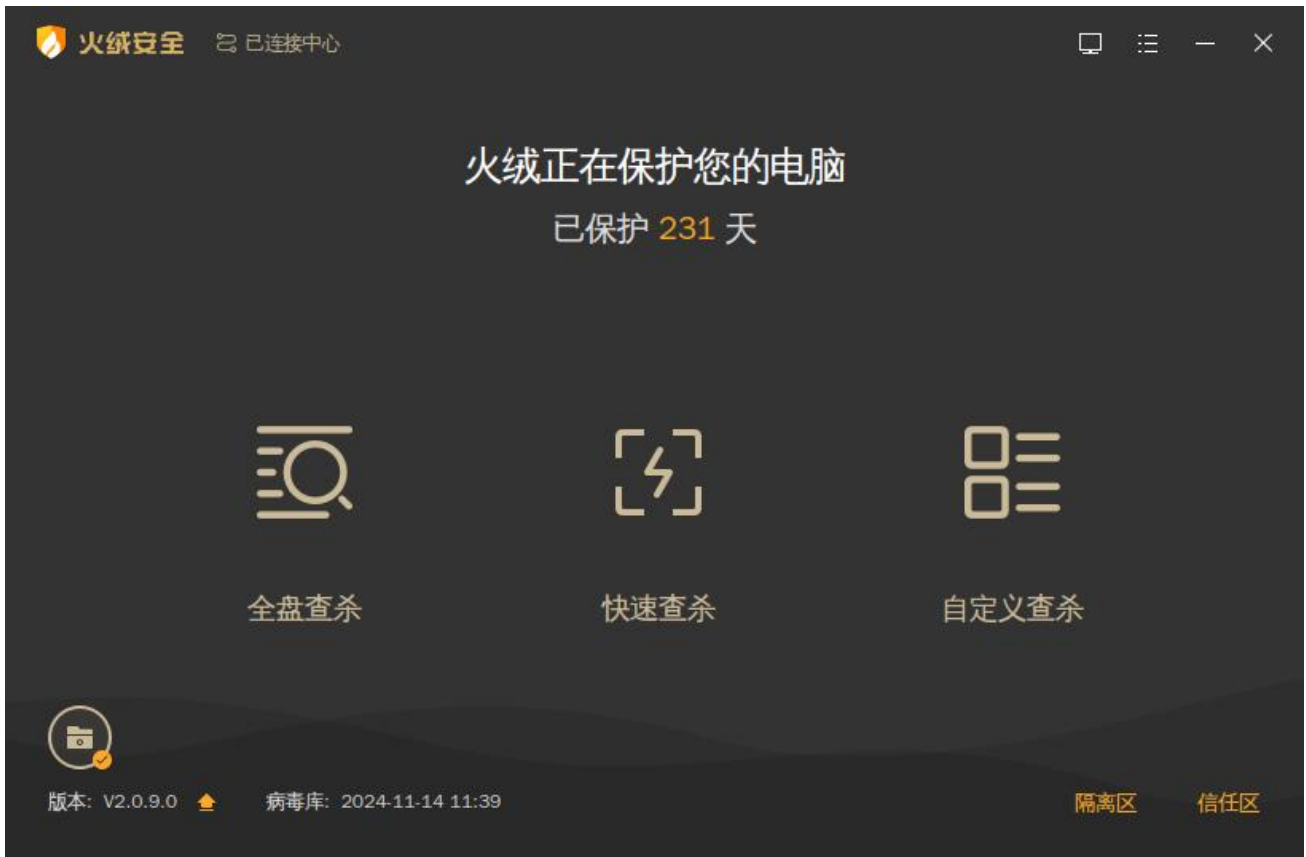 火绒安全 已连接中心
火绒正在保护您的电脑
已保护 231 天
全盘查杀 快速查杀 自定义查杀
版本: V2.0.9.0 病毒库: 2024-11-14 11:39 隔离区 信任区